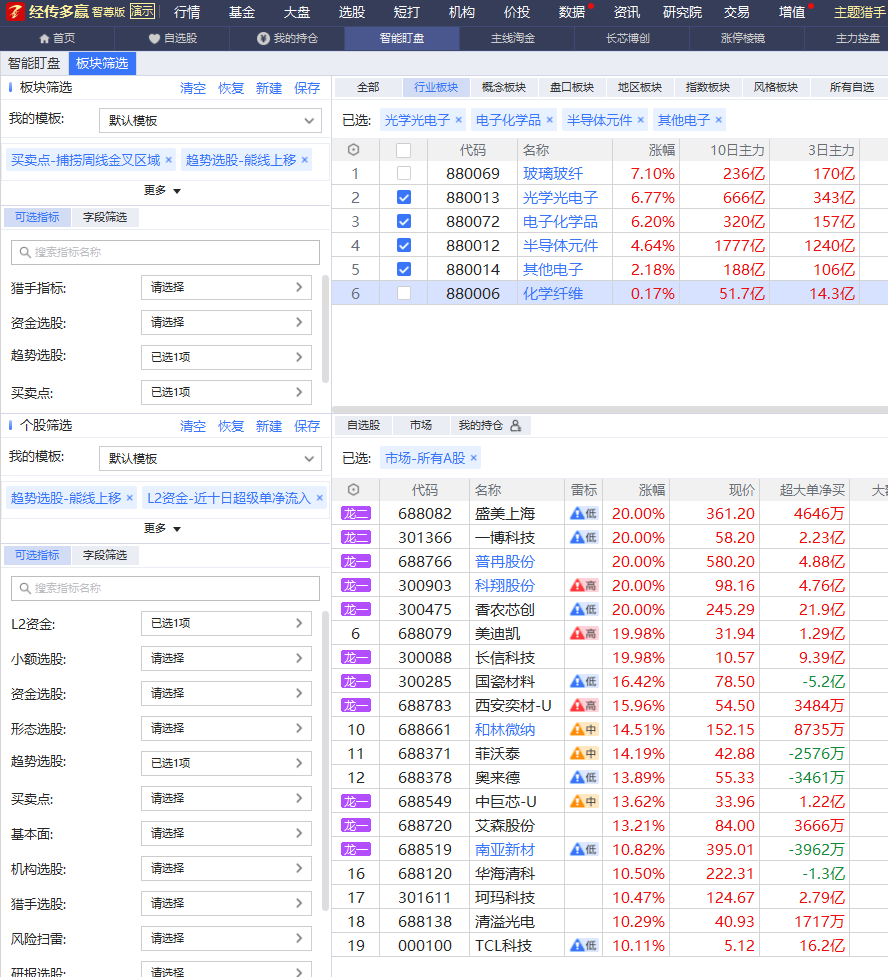 经传多赢 智尊版 演示 行情 基金 大盘 选股 短打 机构 价投 数据 资讯 研究院 交易 增值 主题猎手
首页 自选股 我的持仓 智能盯盘 主线淘金 长芯博创 涨停棱镜 主力控盘
智能盯盘 板块筛选
板块筛选 清空 恢复 新建 保存
我的模板: 默认模板
买卖点-捕捞周线金叉区域 × 趋势选股-能线上移 ×
更多
可选指标 字段筛选
搜索指标名称
猎手指标: 请选择
资金选股: 请选择
趋势选股: 已选1项
买卖点: 已选1项
全部 行业板块 概念板块 盘口板块 地区板块 指数板块 风格板块 所有自选
已选: 光学光电子 × 电子化学品 × 半导体元件 × 其他电子 ×
代码 名称 涨幅 10日主力 3日主力
1 880069 玻璃玻纤 7.10% 236亿 170亿
2 880013 光学光电子 6.77% 666亿 343亿
3 880072 电子化学品 6.20% 320亿 157亿
4 880012 半导体元件 4.64% 1777亿 1240亿
5 880014 其他电子 2.18% 188亿 106亿
6 880006 化学纤维 0.17% 51.7亿 14.3亿
个股筛选 清空 恢复 新建 保存
我的模板: 默认模板
趋势选股-能线上移 × L2资金-近十日超级单净流入 ×
更多
可选指标 字段筛选
搜索指标名称
L2资金: 已选1项
小额选股: 请选择
资金选股: 请选择
形态选股: 请选择
趋势选股: 已选1项
买卖点: 请选择
基本面: 请选择
机构选股: 请选择
猎手选股: 请选择
风险扫雷: 请选择
研报选股: 请选择
自选股 市场 我的持仓
已选: 市场-所有A股 ×
代码 名称 雷标 涨幅 现价 超大单净买
龙二 688082 盛美上海 低 20.00% 361.20 4646万
龙二 301366 一博科技 低 20.00% 58.20 2.23亿
龙一 688766 普冉股份 20.00% 580.20 4.88亿
龙一 300903 科翔股份 高 20.00% 98.16 4.76亿
龙一 300475 香农芯创 低 20.00% 245.29 21.9亿
6 688079 美迪凯 高 19.98% 31.94 1.29亿
龙一 300088 长信科技 19.98% 10.57 9.39亿
龙一 300285 国瓷材料 低 16.42% 78.50 -5.2亿
龙一 688783 西安奕材-U 高 15.96% 54.50 3484万
10 688661 和林微纳 中 14.51% 152.15 8735万
11 688371 菲沃泰 中 14.19% 42.88 -2576万
12 688378 奥来德 低 13.89% 55.33 -3461万
龙一 688549 中巨芯-U 中 13.62% 33.96 1.22亿
龙一 688720 艾森股份 13.21% 84.00 3666万
龙一 688519 南亚新材 低 10.82% 395.01 -3962万
16 688120 华海清科 10.50% 222.31 -1.3亿
17 301611 珂玛科技 10.47% 124.67 2.79亿
18 688138 清溢光电 10.29% 40.93 1717万
19 000100 TCL科技 低 10.11% 5.12 16.2亿